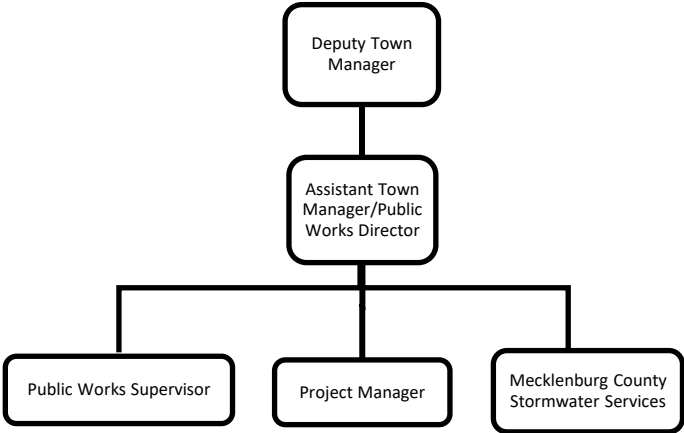 Deputy Town
Manager
Assistant Town
Manager/Public
Works Director
Public Works Supervisor
Project Manager
Mecklenburg County
Stormwater Services